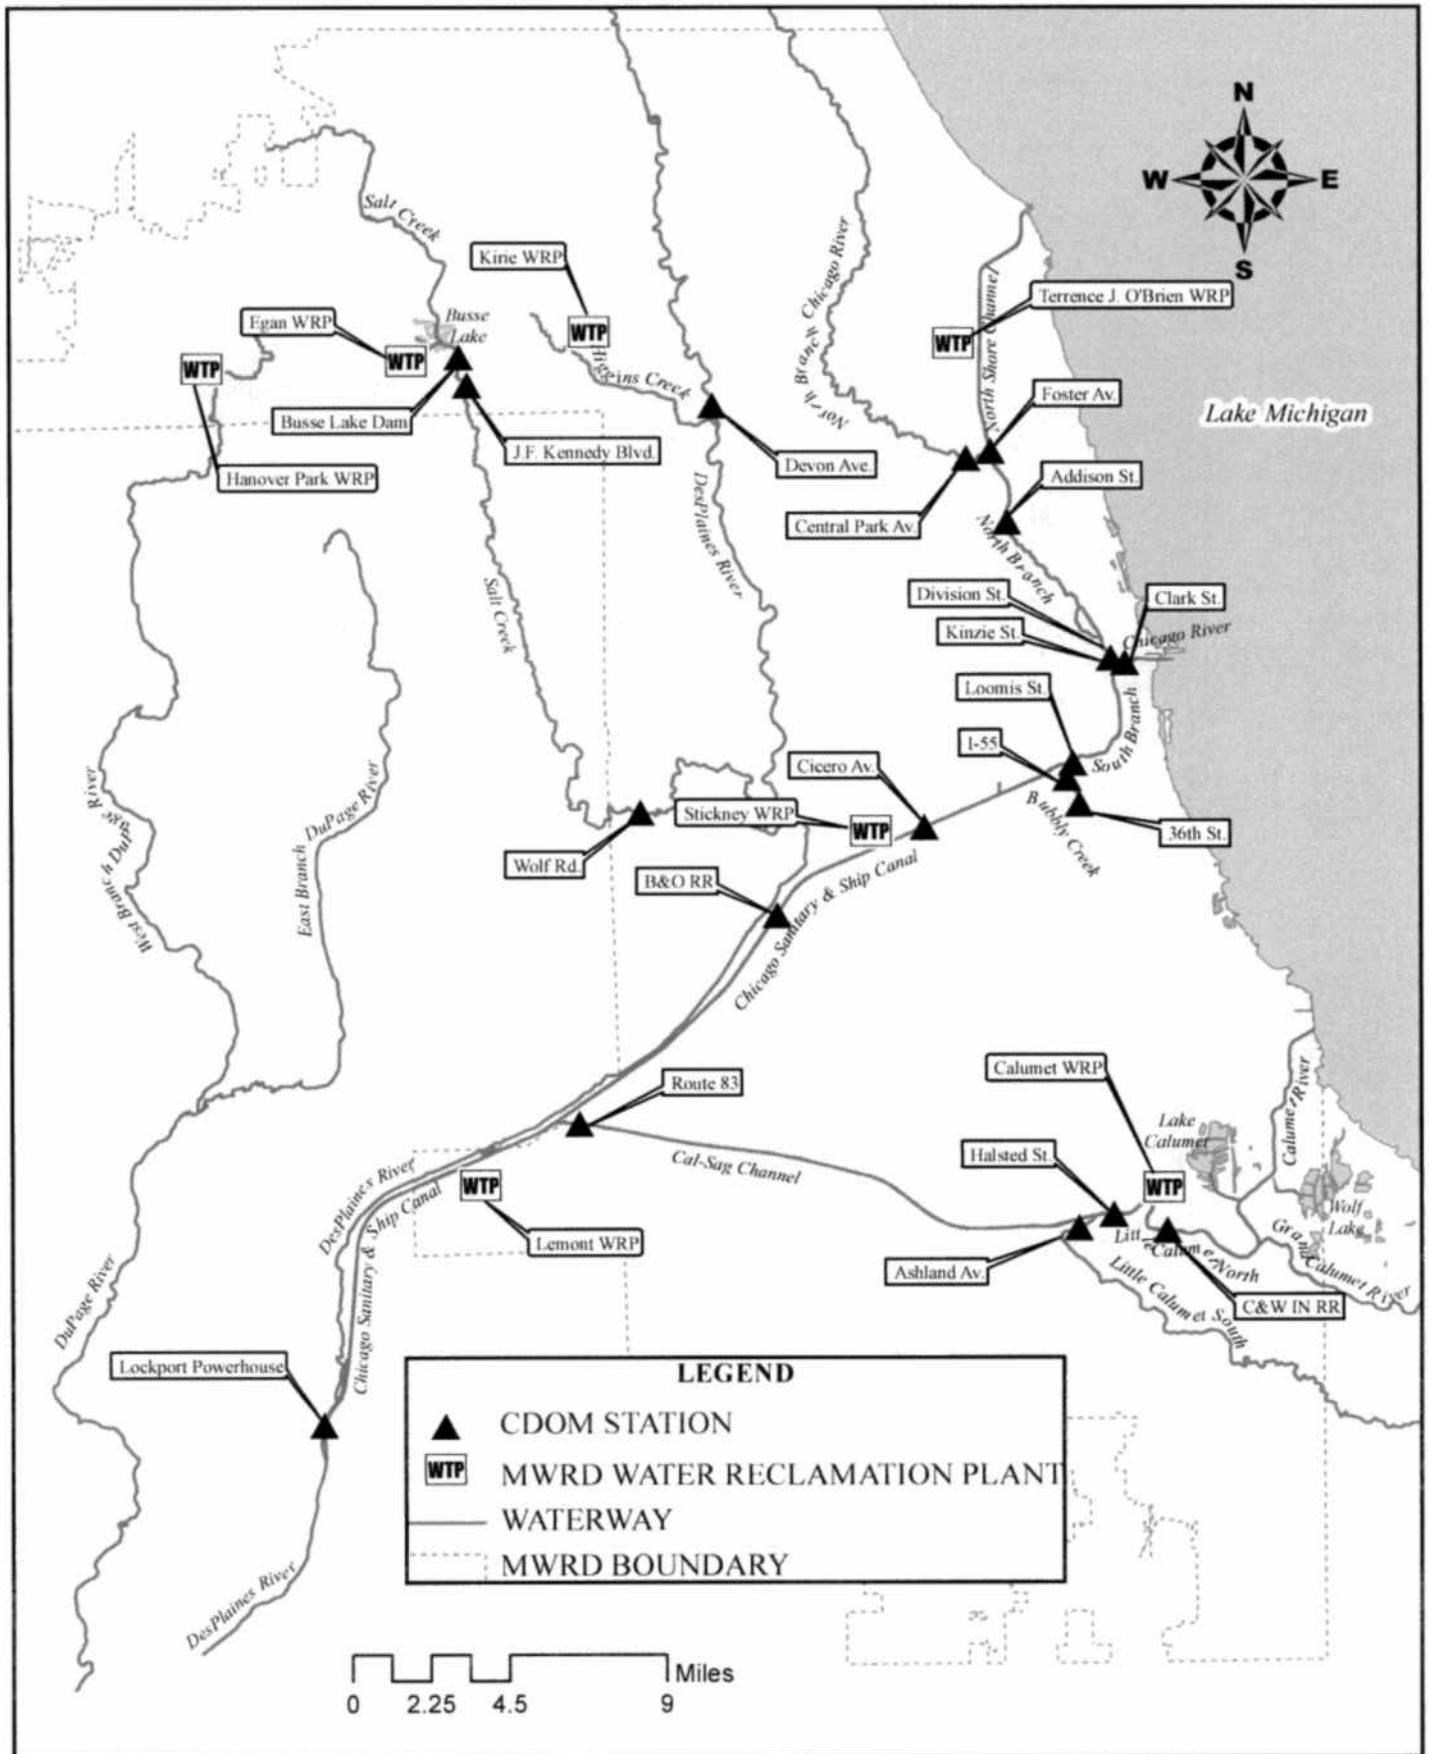 N
W
E
S
Salt Creek
Kirie WRP
North Branch Chicago River
North Shore Channel
Terrence J. O'Brien WRP
Egan WRP
Busse
Lake
WTP
WTP
WTP
WTP
Higgins Creek
Foster Av.
Lake Michigan
Busse Lake Dam
J.F. Kennedy Blvd.
Devon Ave.
Hanover Park WRP
Addison St.
Central Park Av.
DesPlaines River
North Branch
Salt Creek
Division St.
Clark St.
Kinzie St.
Chicago River
Loomis St.
South Branch
I-55
Cicero Av.
Bubbly Creek
36th St.
Stickney WRP
WTP
West Branch DuPage River
East Branch DuPage River
Wolf Rd.
B&O RR
Chicago Sanitary & Ship Canal
Route 83
Calumet WRP
Calumet River
Lake
Calumet
Cal-Sag Channel
Halsted St.
WTP
WTP
Wolf
Lake
DesPlaines River
Chicago Sanitary & Ship Canal
Lemont WRP
Ashland Av.
Little Calumet North
Grand Calumet River
Little Calumet South
C&W IN RR
DuPage River
Lockport Powerhouse
LEGEND
CDOM STATION
WTP MWRD WATER RECLAMATION PLANT
WATERWAY
MWRD BOUNDARY
DesPlaines River
Miles
0 2.25 4.5 9